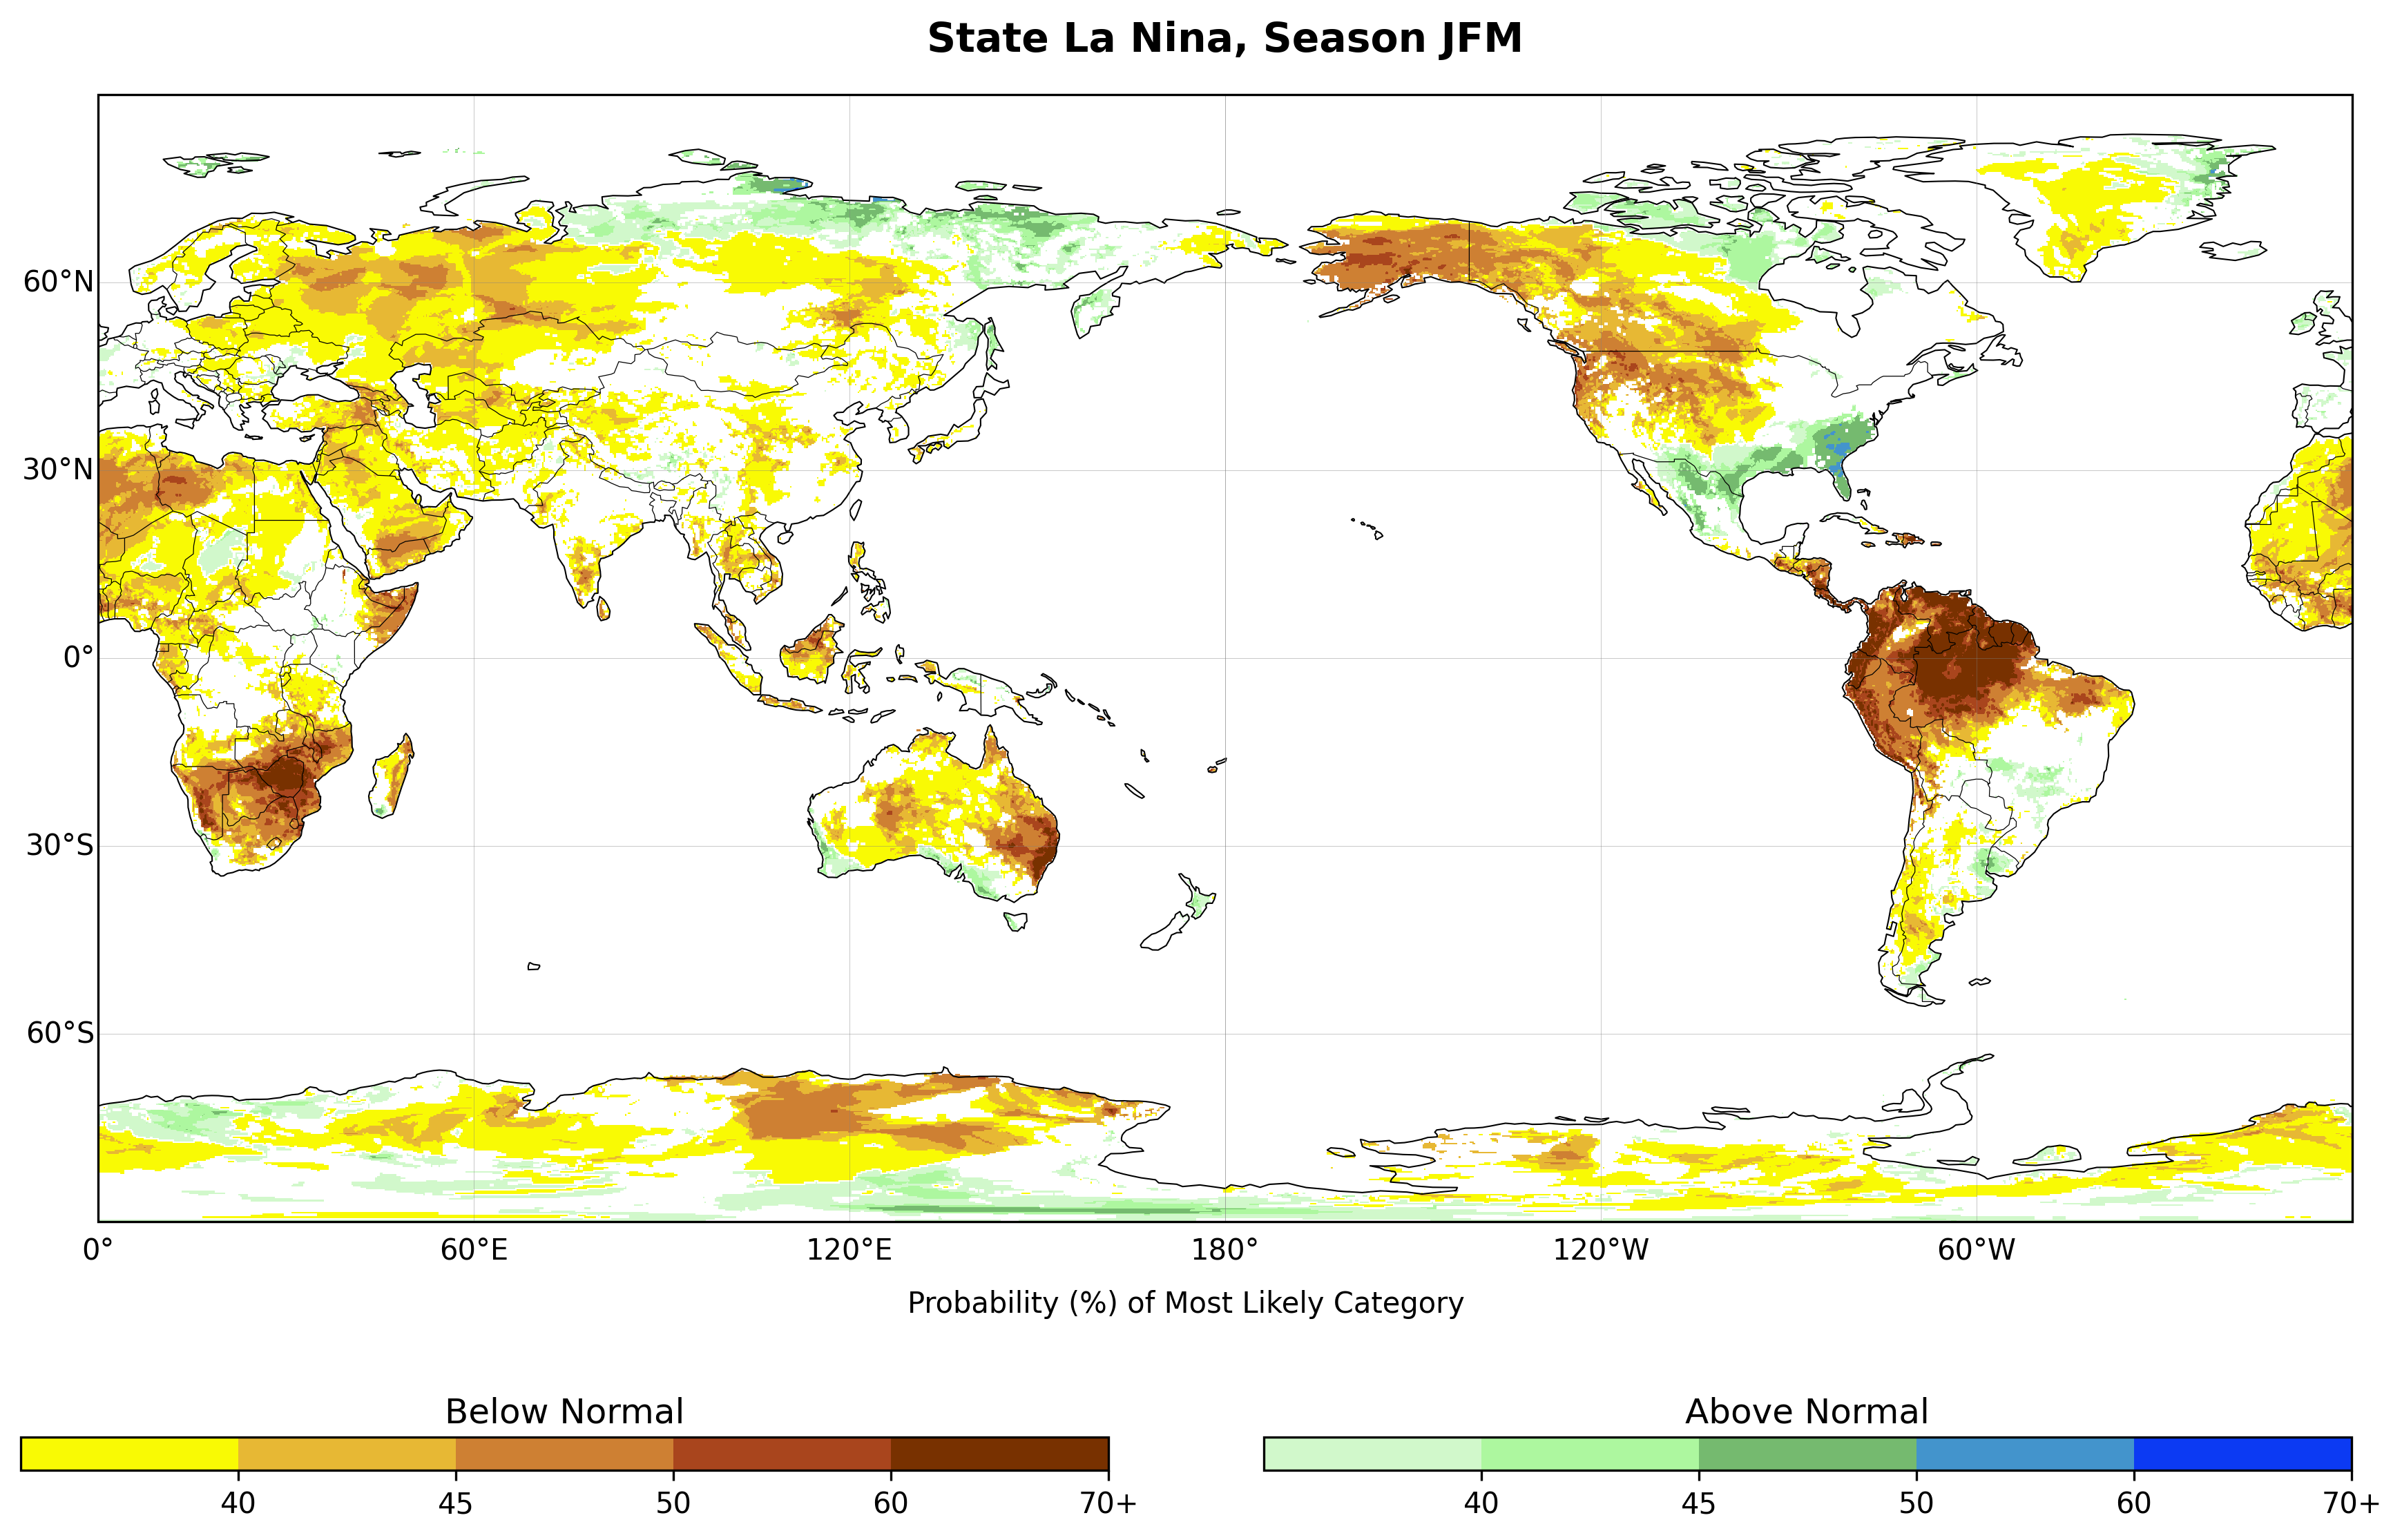 State La Nina, Season JFM
60°N
30°N
0°
30°S
60°S
0° 60°E 120°E 180° 120°W 60°W
Probability (%) of Most Likely Category
Below Normal
40 45 50 60 70+
Above Normal
40 45 50 60 70+